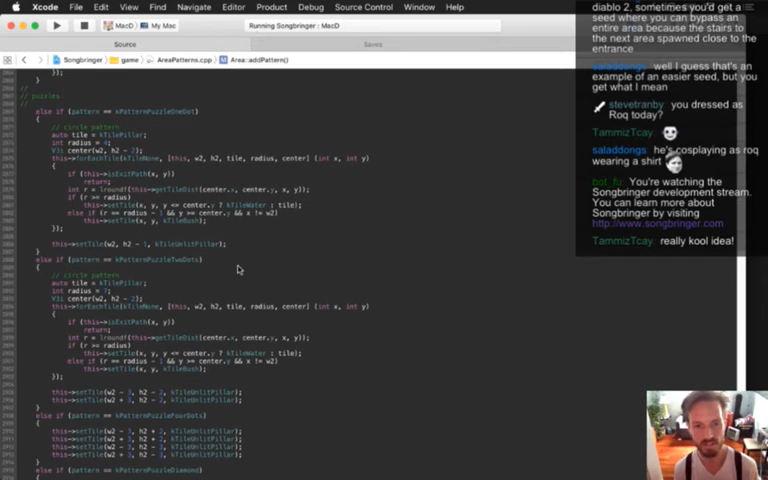 Xcode File Edit View Find Navigate Editor Product Debug Source Control Window
MacD My Mac
Running Songbringer : MacD
Source
Saves
Songbringer game AreaPatterns.cpp Area::addPattern()
});
}
//
// puzzles
//
else if (pattern == kPatternPuzzleOneDot)
{
// circle pattern
auto tile = kTilePillar;
int radius = 4;
V3i center(w2, h2 - 2);
this->forEachTile(kTileNone, [this, w2, h2, tile, radius, center] (int x, int y)
{
if (this->isExitPath(x, y))
return;
int r = lroundf(this->getTileDist(center.x, center.y, x, y));
if (r == radius)
this->setTile(x, y, y <= center.y ? kTileWater : tile);
else if (r == radius - 1 && y >= center.y && x != w2)
this->setTile(x, y, kTileBush);
});
this->setTile(w2, h2 - 1, kTileUnlitPillar);
}
else if (pattern == kPatternPuzzleTwoDots)
{
// circle pattern
auto tile = kTilePillar;
int radius = 7;
V3i center(w2, h2 - 2);
this->forEachTile(kTileNone, [this, w2, h2, tile, radius, center] (int x, int y)
{
if (this->isExitPath(x, y))
return;
int r = lroundf(this->getTileDist(center.x, center.y, x, y));
if (r == radius)
this->setTile(x, y, y <= center.y ? kTileWater : tile);
else if (r == radius - 1 && y >= center.y && x != w2)
this->setTile(x, y, kTileBush);
});
this->setTile(w2 - 3, h2 - 2, kTileUnlitPillar);
this->setTile(w2 + 3, h2 - 2, kTileUnlitPillar);
}
else if (pattern == kPatternPuzzleFourDots)
{
this->setTile(w2 - 3, h2 + 2, kTileUnlitPillar);
this->setTile(w2 + 3, h2 + 2, kTileUnlitPillar);
this->setTile(w2 - 3, h2 - 3, kTileUnlitPillar);
this->setTile(w2 + 3, h2 - 3, kTileUnlitPillar);
}
else if (pattern == kPatternPuzzleDiamond)
{
diablo 2, sometimes you'd get a
seed where you can bypass an
entire area because the stairs to
the next area spawned close to the
entrance
saladdongs well I guess that's an
example of an easier seed, but you
get what I mean
stevetranby you dressed as
Roq today?
TammizTcay
saladdongs he's cosplaying as roq
wearing a shirt
bot_fu You're watching the
Songbringer development stream.
You can learn more about
Songbringer by visiting
http://www.songbringer.com
TammizTcay really kool idea!